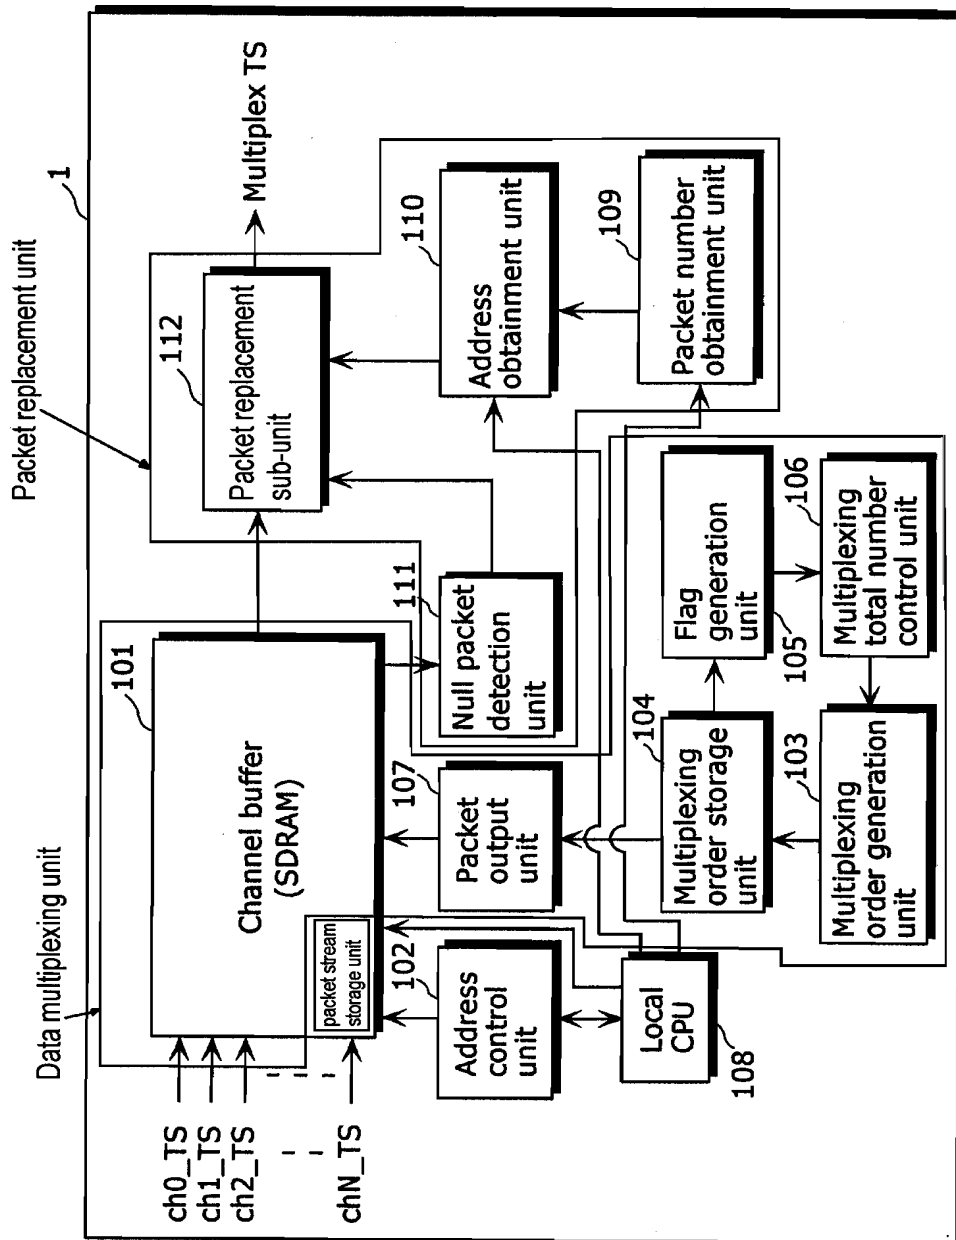 Data multiplexing unit
Packet replacement unit
1
ch0_TS
ch1_TS
ch2_TS
chN_TS
101
Channel buffer
(SDRAM)
packet stream
storage unit
112
Packet replacement
sub-unit
Multiplex TS
102
Address
control
unit
107
Packet
output
unit
111
Null packet
detection
unit
110
Address
obtainment unit
Local
CPU
108
104
Multiplexing
order storage
unit
Flag
generation
unit
105
109
Packet number
obtainment unit
103
Multiplexing
order generation
unit
106
Multiplexing
total number
control unit